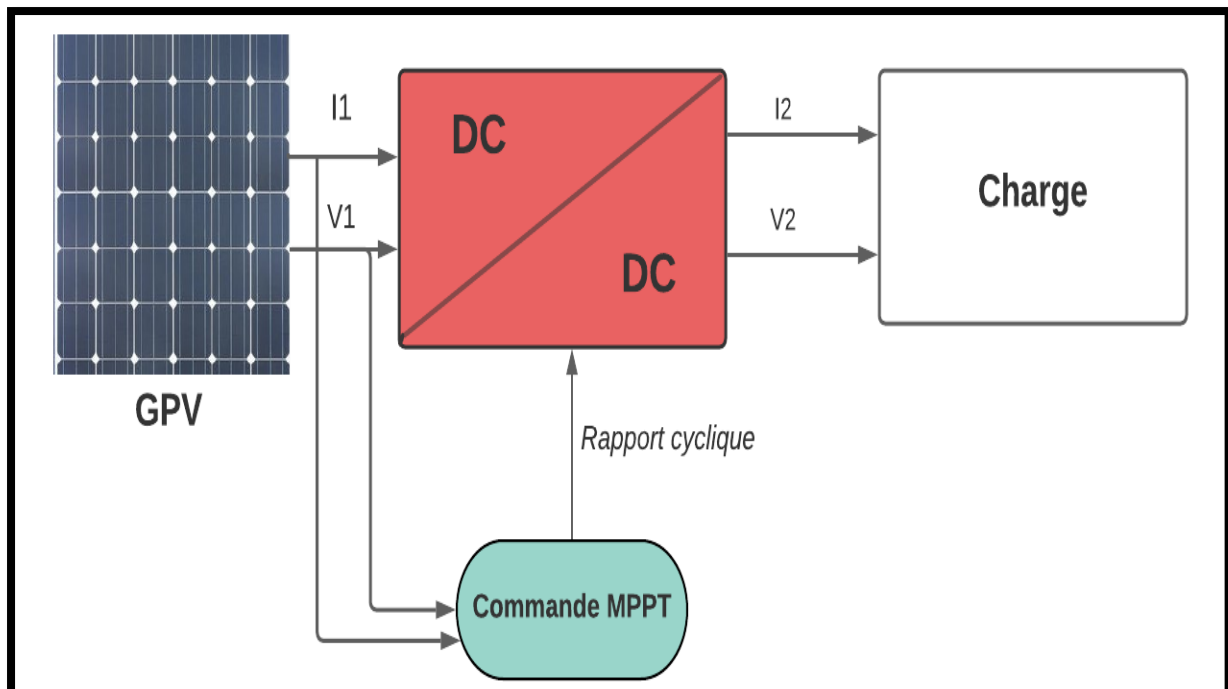 I1
DC
I2
Charge
V1
V2
DC
GPV
Rapport cyclique
Commande MPPT